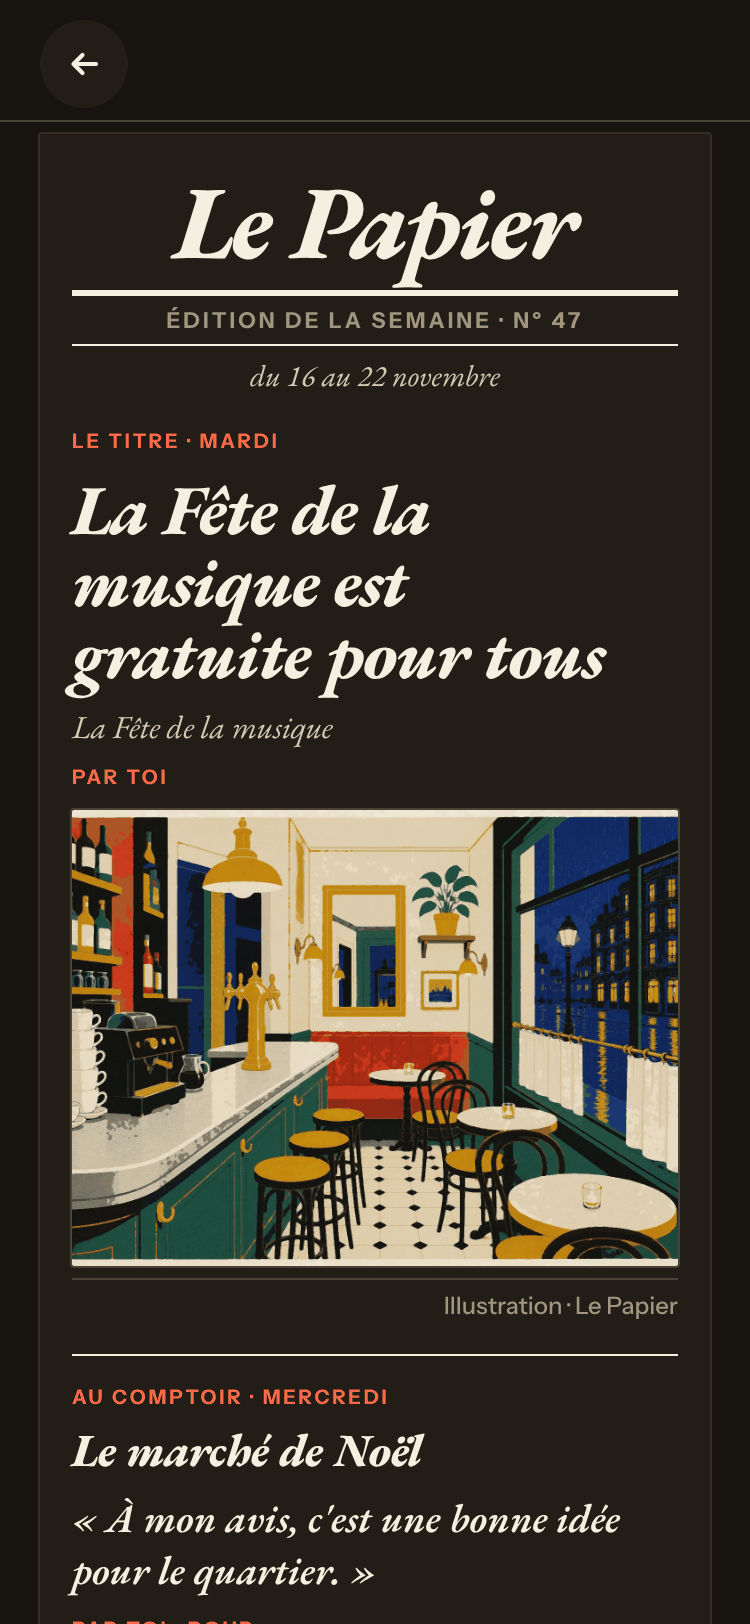 Le Papier
ÉDITION DE LA SEMAINE · N° 47
du 16 au 22 novembre
LE TITRE · MARDI
La Fête de la
musique est
gratuite pour tous
La Fête de la musique
PAR TOI
Illustration · Le Papier
AU COMPTOIR · MERCREDI
Le marché de Noël
« À mon avis, c'est une bonne idée
pour le quartier. »
PAR TOI